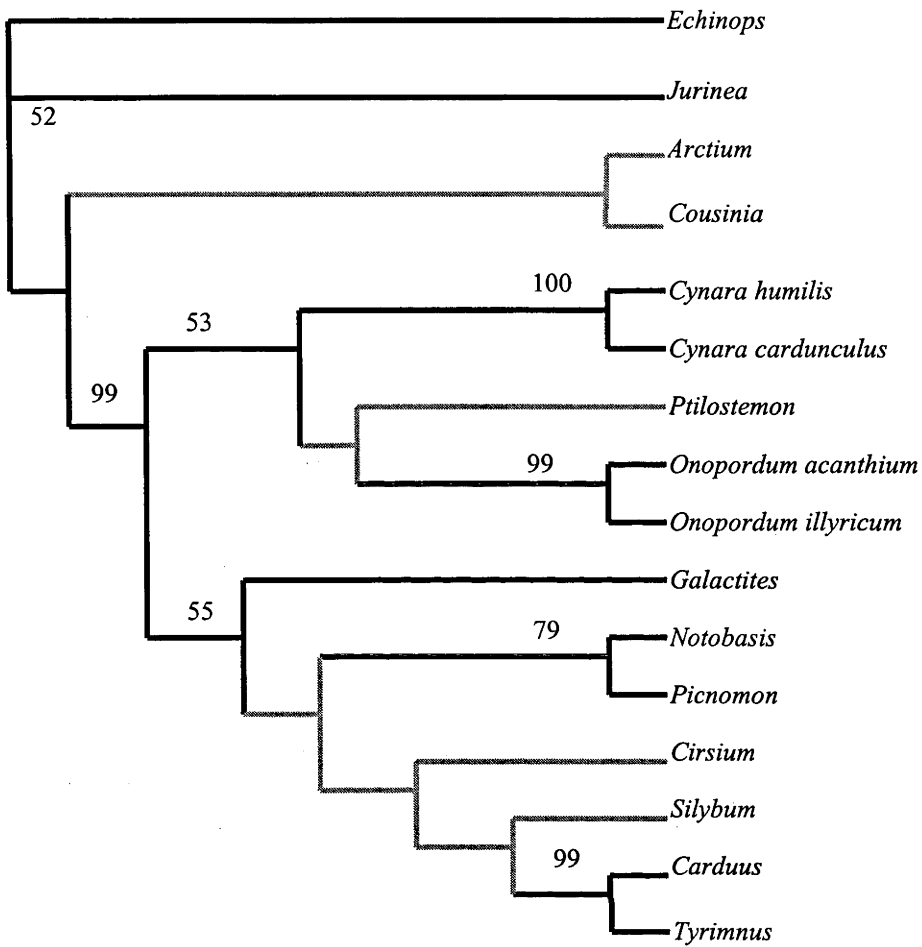 Echinops
Jurinea
52
Arctium
Cousinia
100
Cynara humilis
53
Cynara cardunculus
99
Ptilostemon
99
Onopordum acanthium
Onopordum illyricum
Galactites
55
79
Notobasis
Picnomon
Cirsium
Silybum
99
Carduus
Tyrimnus